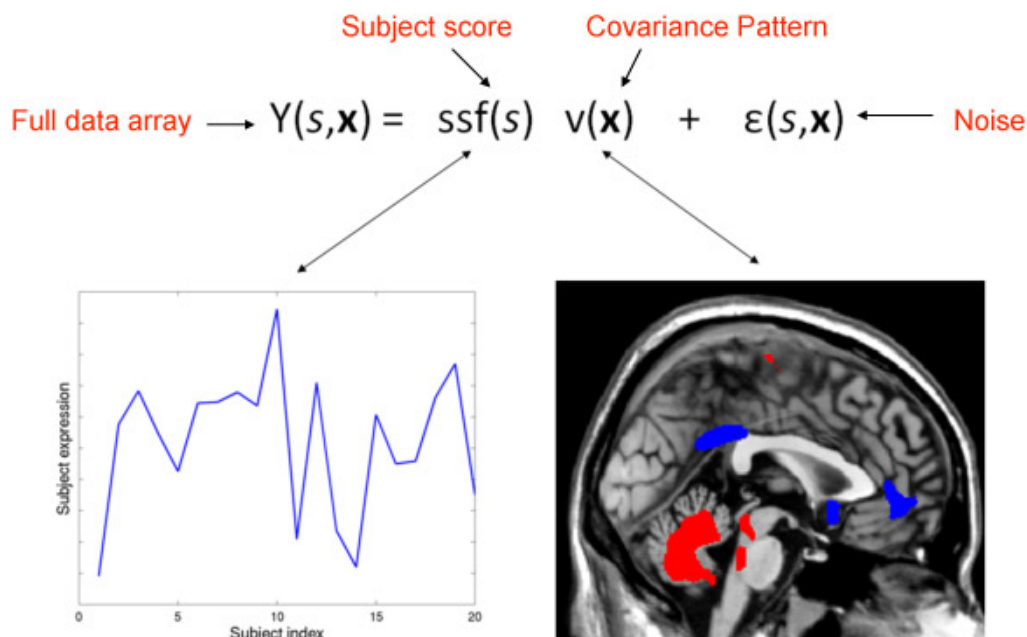 Subject score Covariance Pattern
Full data array Y(s,x) = ssf(s) v(x) + ε(s,x) Noise
Subject expression
0 5 10 15 20
Subject index